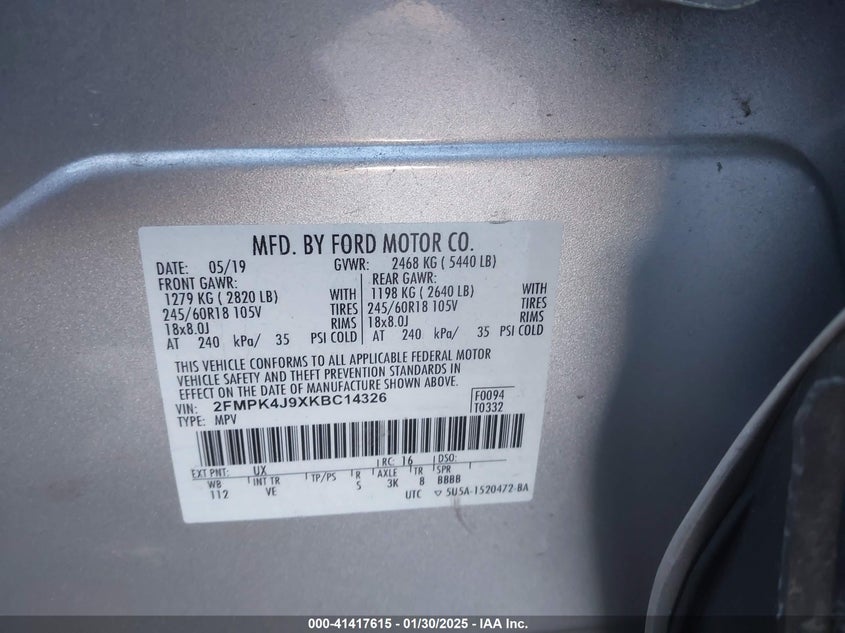 MFD. BY FORD MOTOR CO.
DATE: 05/19 GVWR: 2468 KG ( 5440 LB)
FRONT GAWR: REAR GAWR:
1279 KG ( 2820 LB) WITH 1198 KG ( 2640 LB) WITH
245/60R18 105V TIRES 245/60R18 105V TIRES
18x8.0J RIMS 18x8.0J RIMS
AT 240 kPa/ 35 PSI COLD AT 240 kPa/ 35 PSI COLD
THIS VEHICLE CONFORMS TO ALL APPLICABLE FEDERAL MOTOR
VEHICLE SAFETY AND THEFT PREVENTION STANDARDS IN
EFFECT ON THE DATE OF MANUFACTURE SHOWN ABOVE.
VIN: 2FMPK4J9XKBC14326 F0094
TYPE: MPV T0332
EXT PNT: UX RC: 16 DSO:
WB INT TR TP/PS R AXLE TR SPR
112 VE S 3K 8 BBBB
UTC ▽ 5U5A-1520472-BA
000-41417615 - 01/30/2025 - IAA Inc.